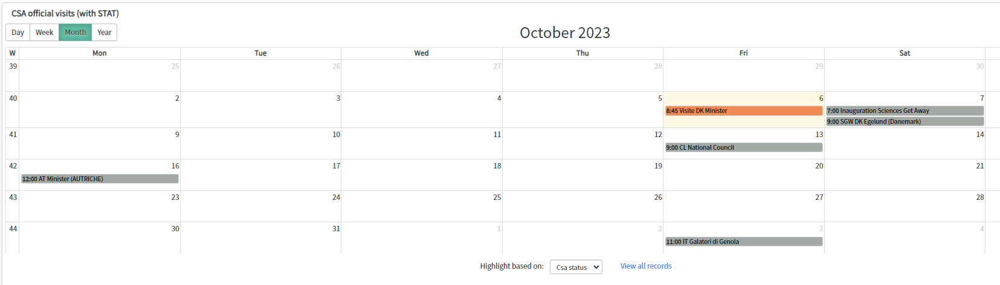 CSA official visits (with STAT)
Day Week Month Year
October 2023
W Mon Tue Wed Thu Fri Sat
39 25 26 27 28 29 30
40 2 3 4 5 6 7
8:45 Visite DK Minister 7:00 Inauguration Sciences Get Away
9:00 SGW DK Egelund (Danemark)
41 9 10 11 12 13 14
9:00 CL National Council
42 16 17 18 19 20 21
12:00 AT Minister (AUTRICHE)
43 23 24 25 26 27 28
44 30 31 1 2 3 4
11:00 IT Galateri di Genola
Highlight based on: Csa status View all records